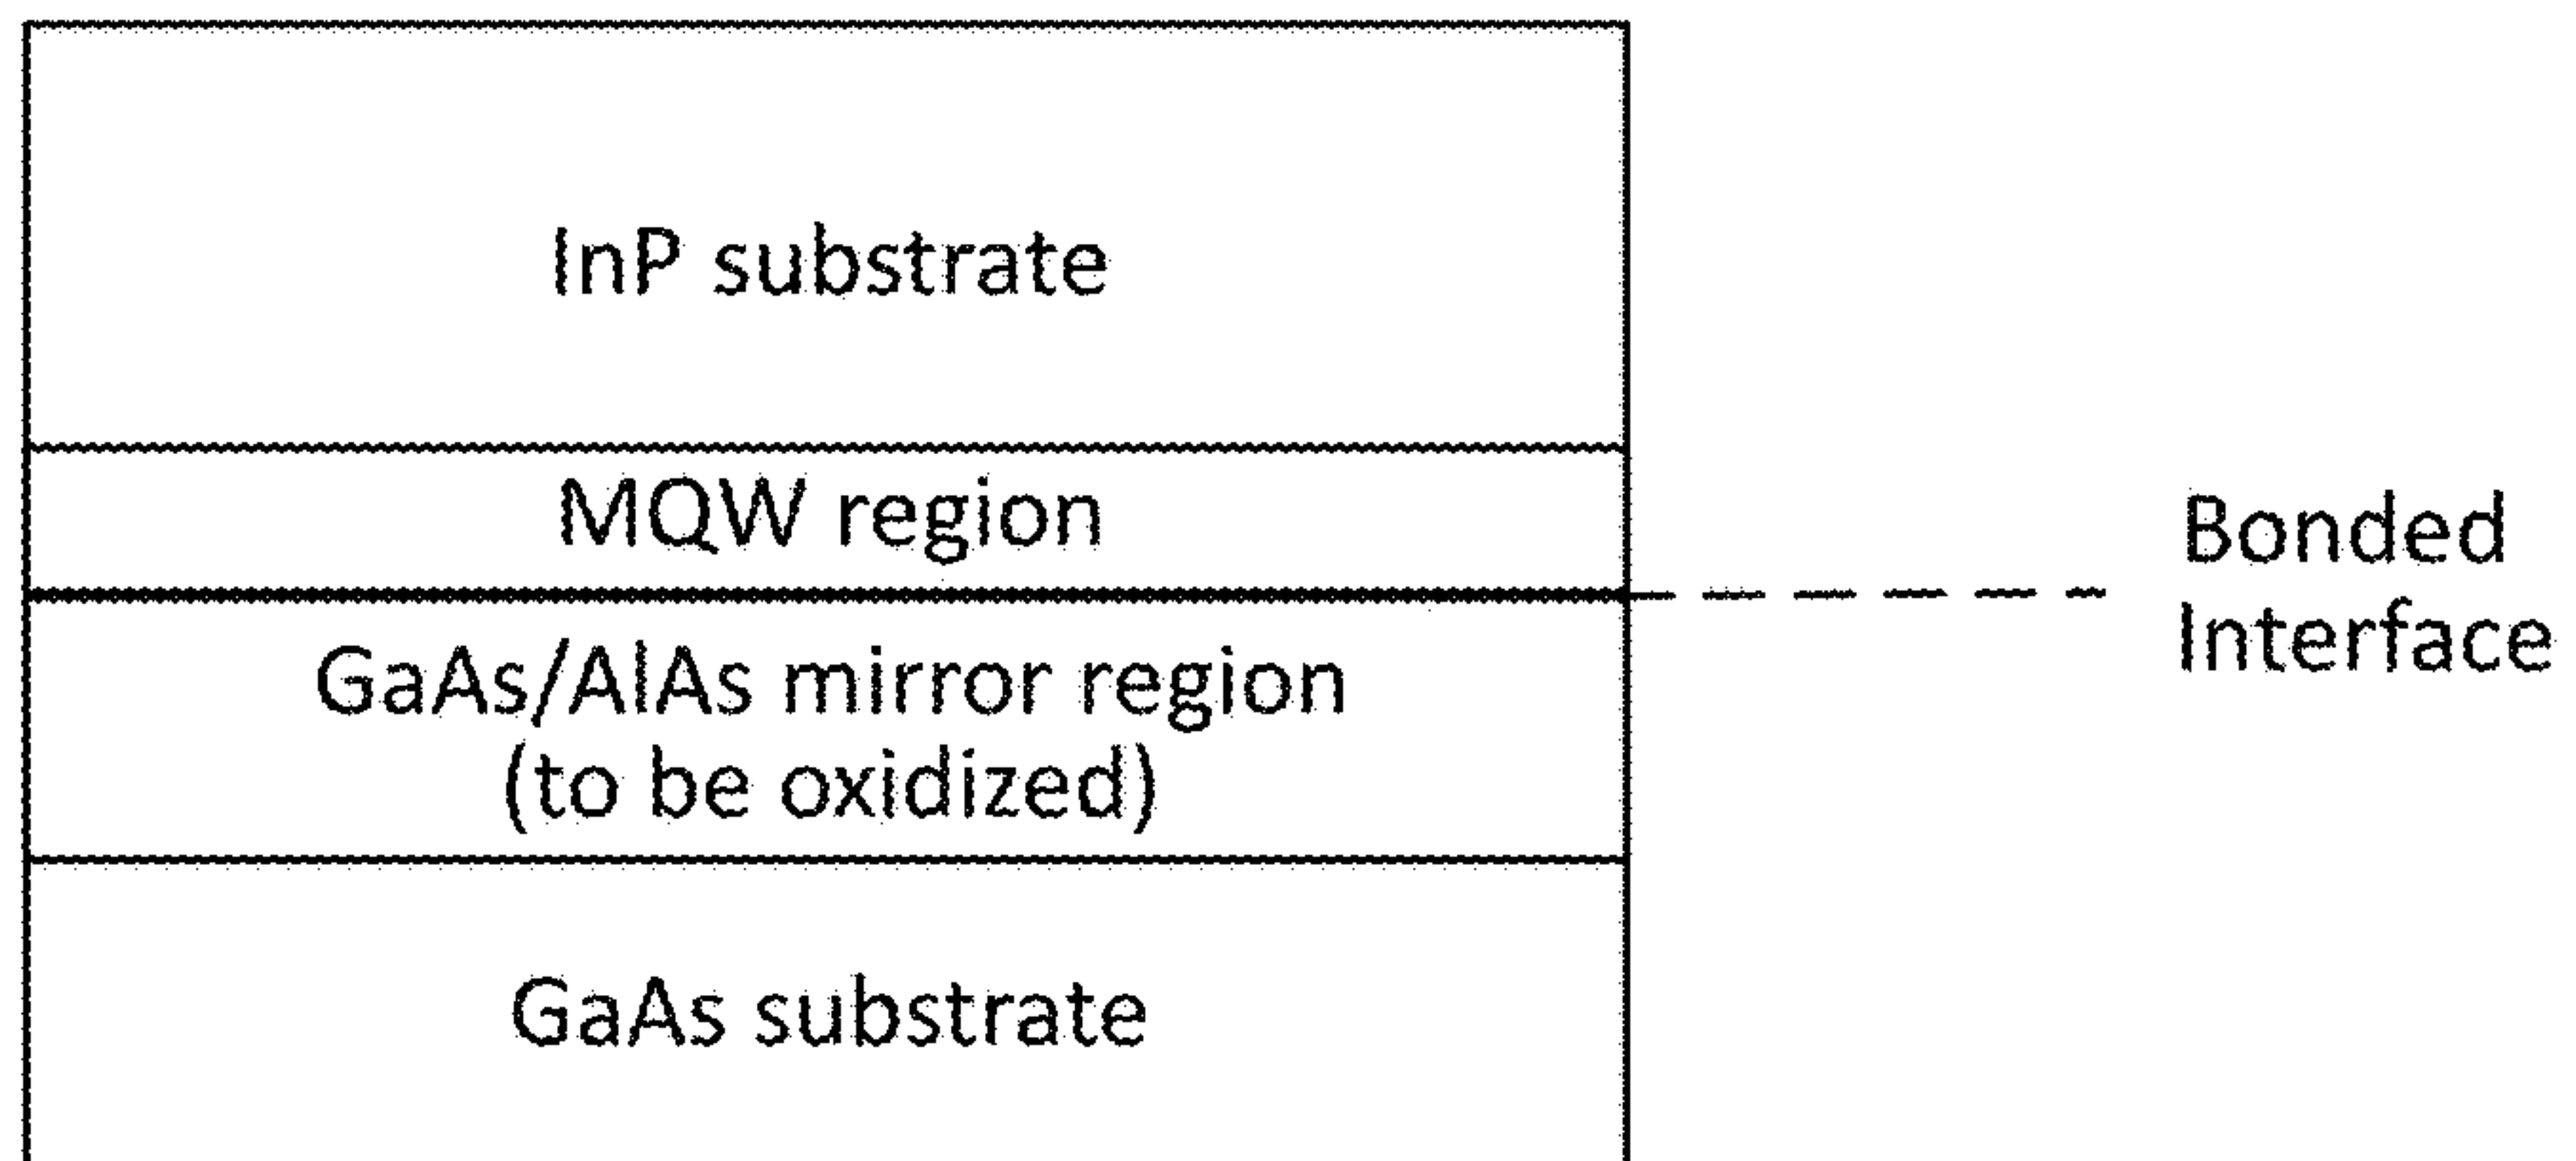 InP substrate
MQW region
Bonded
Interface
GaAs/AlAs mirror region
(to be oxidized)
GaAs substrate